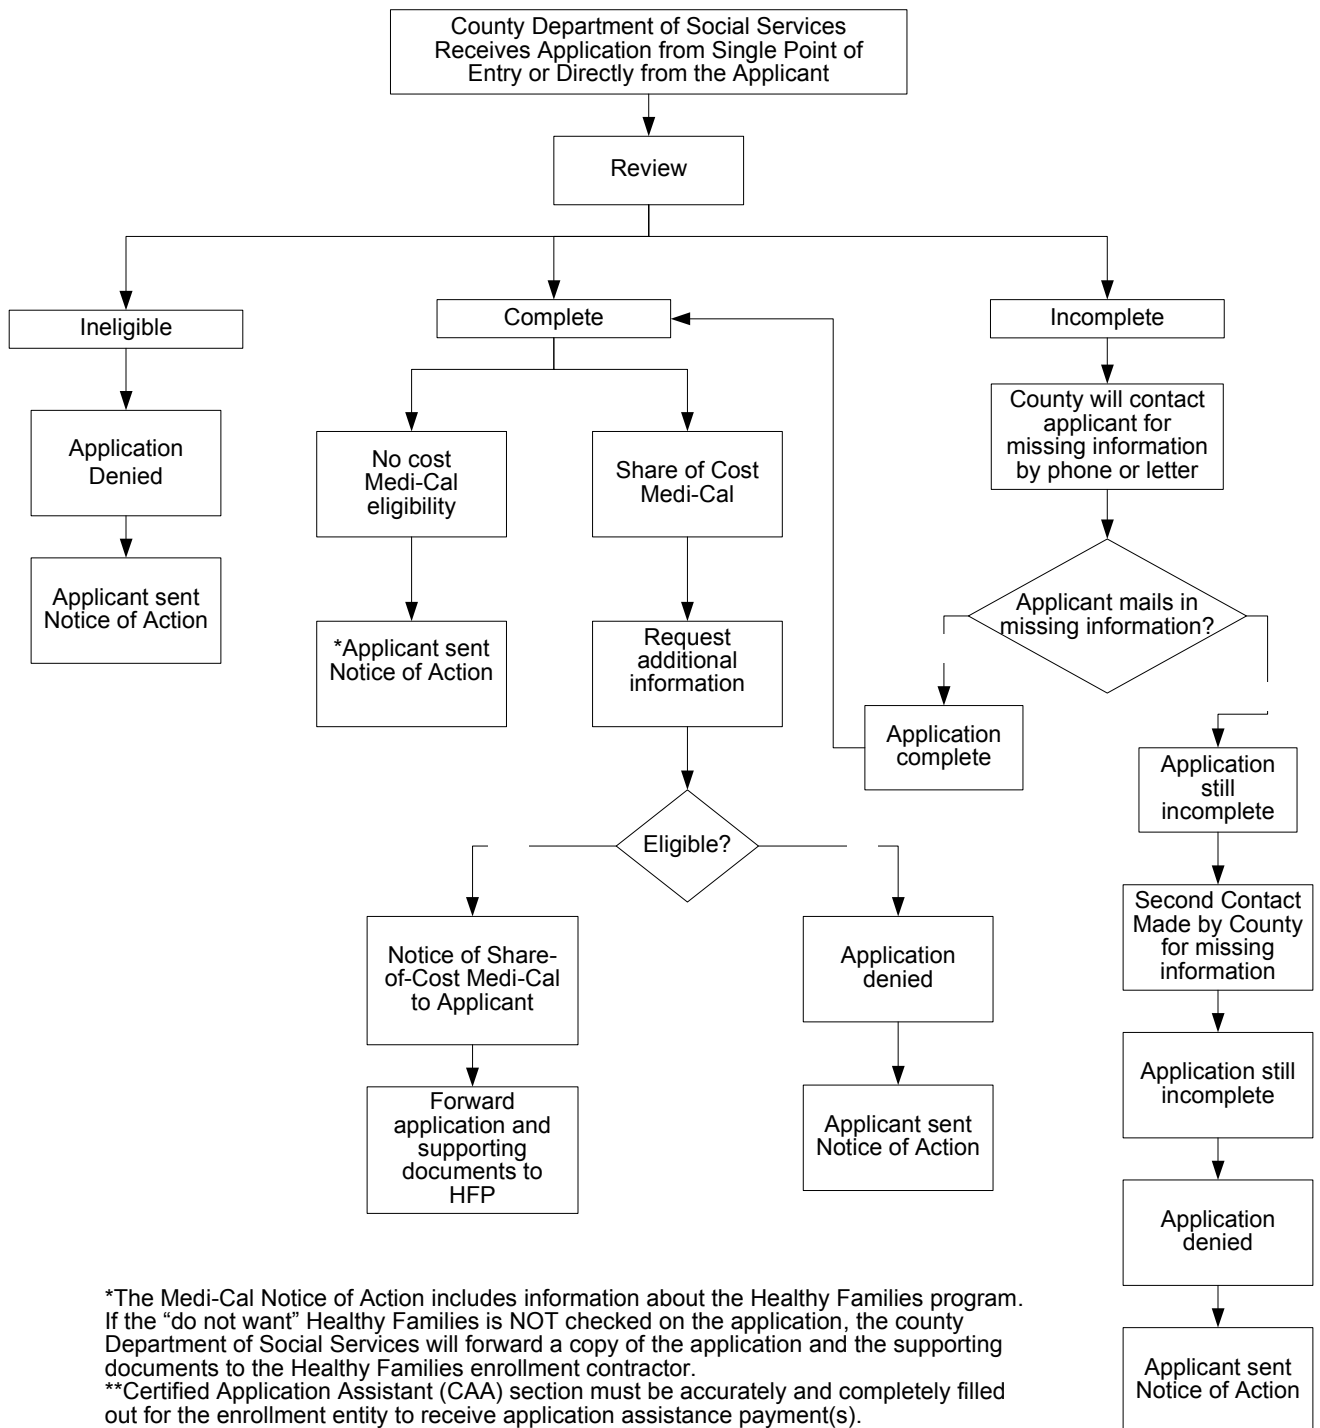 County Department of Social Services
Receives Application from Single Point of
Entry or Directly from the Applicant
Review
Ineligible
Complete
Incomplete
Application
Denied
Applicant sent
Notice of Action
No cost
Medi-Cal
eligibility
*Applicant sent
Notice of Action
Share of Cost
Medi-Cal
Request
additional
information
Eligible?
Notice of Share-
of-Cost Medi-Cal
to Applicant
Forward
application and
supporting
documents to
HFP
Application
denied
Applicant sent
Notice of Action
County will contact
applicant for
missing information
by phone or letter
Applicant mails in
missing information?
Application
complete
Application
still
incomplete
Second Contact
Made by County
for missing
information
Application still
incomplete
Application
denied
Applicant sent
Notice of Action
*The Medi-Cal Notice of Action includes information about the Healthy Families program.
If the “do not want” Healthy Families is NOT checked on the application, the county
Department of Social Services will forward a copy of the application and the supporting
documents to the Healthy Families enrollment contractor.
**Certified Application Assistant (CAA) section must be accurately and completely filled
out for the enrollment entity to receive application assistance payment(s).